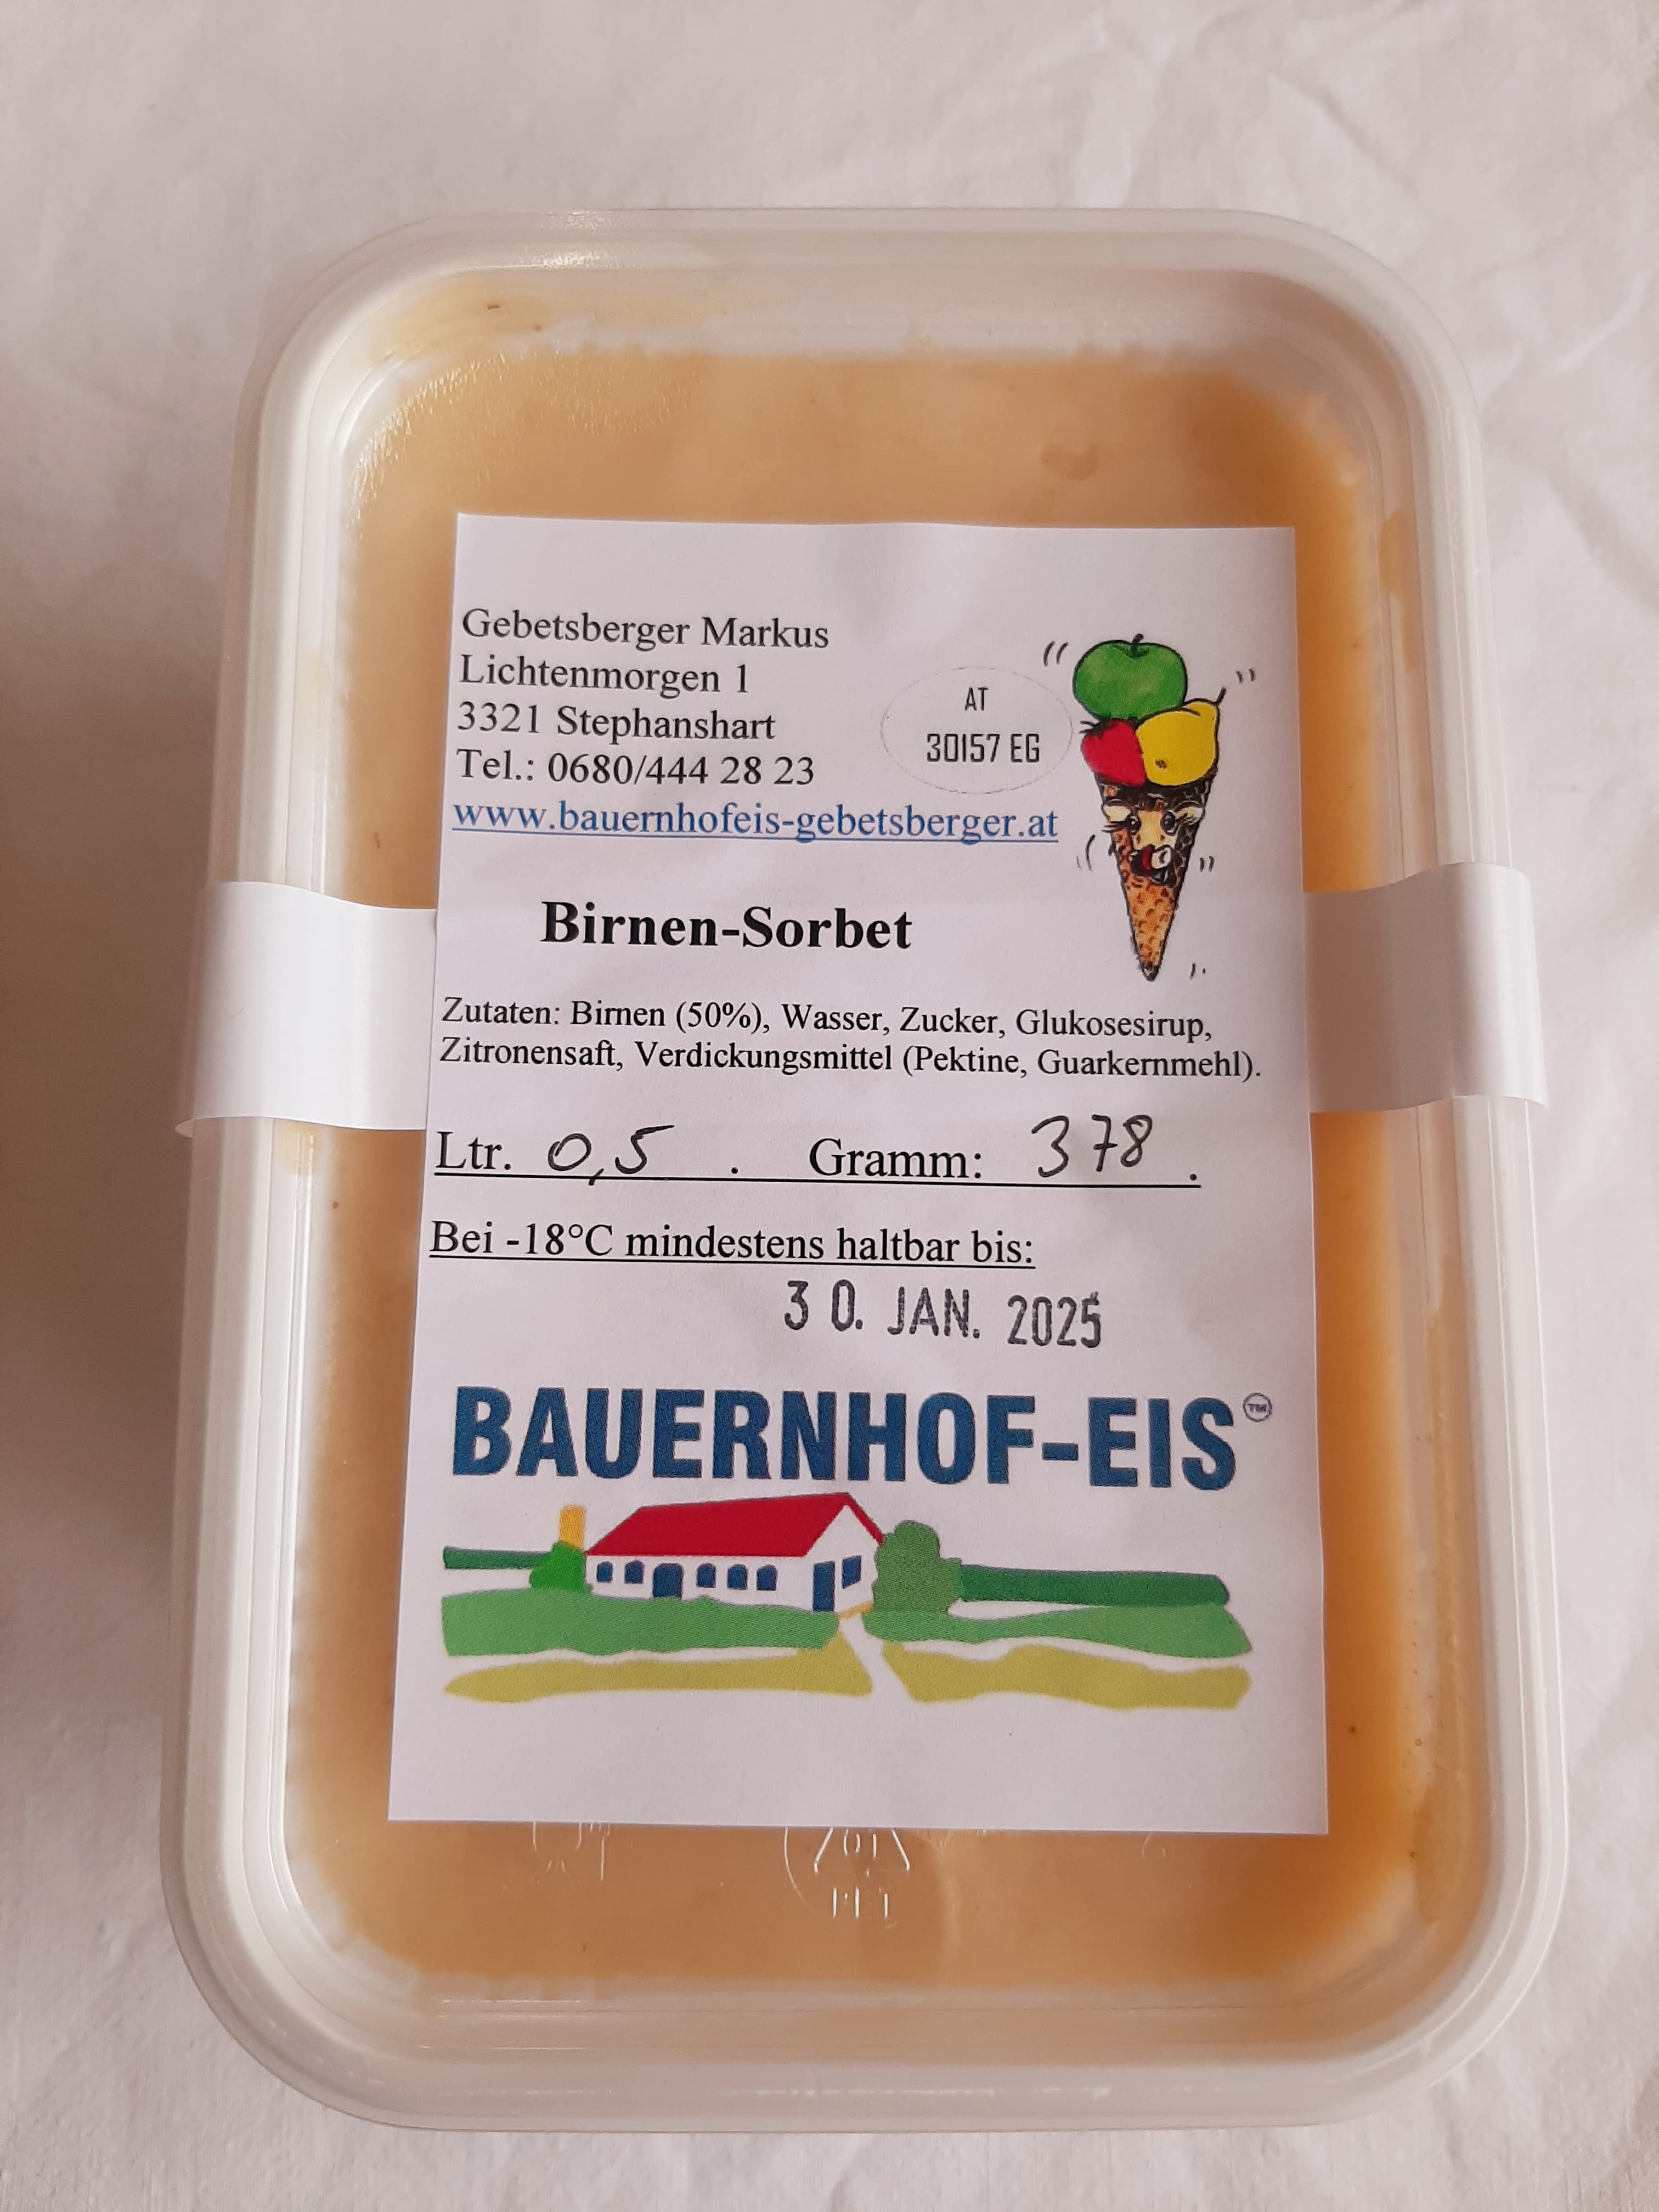 Gebetsberger Markus
Lichtenmorgen 1
3321 Stephanshart
Tel.: 0680/444 28 23
www.bauernhofeis-gebetsberger.at
AT
30157 EG
Birnen-Sorbet
Zutaten: Birnen (50%), Wasser, Zucker, Glukosesirup,
Zitronensaft, Verdickungsmittel (Pektine, Guarkernmehl).
Ltr. 0,5 . Gramm: 378 .
Bei -18°C mindestens haltbar bis:
30. JAN. 2025
BAUERNHOF-EIS™